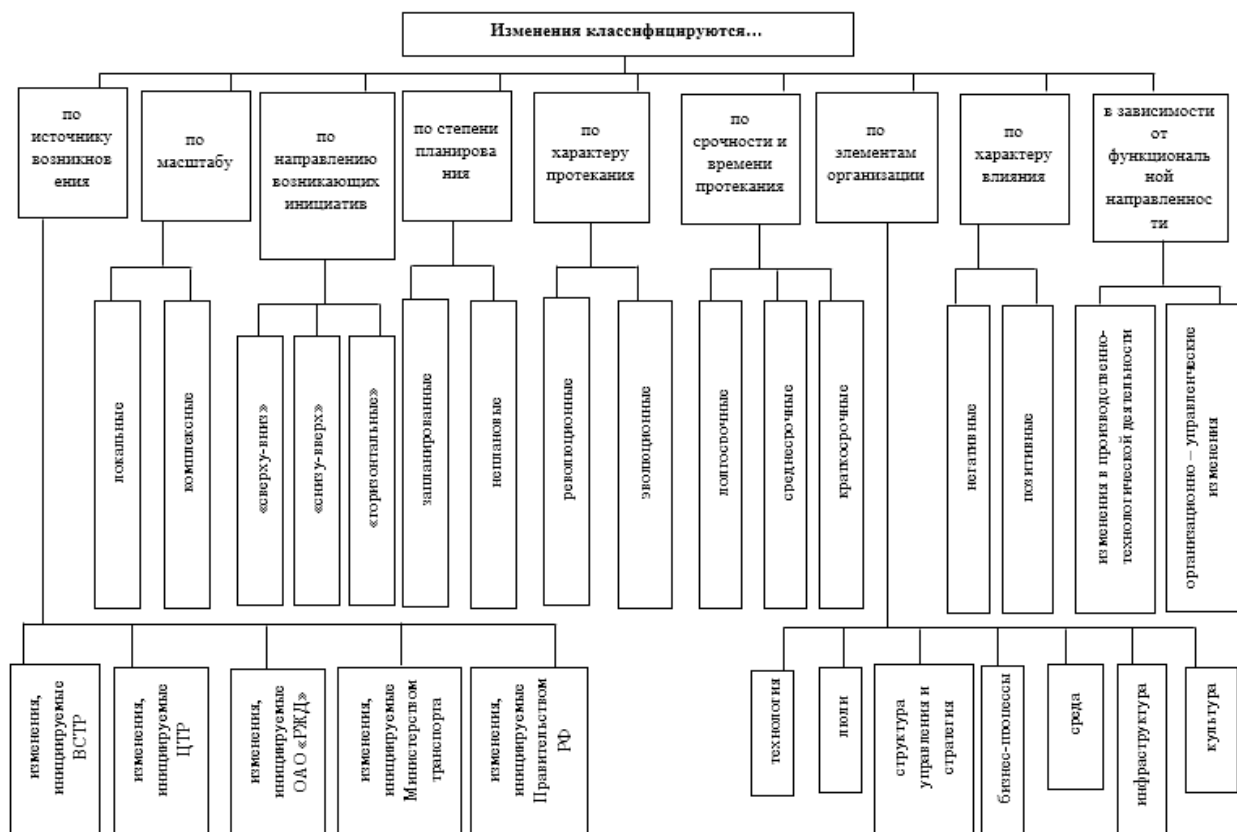 Изменения классифицируются...
по
источнику
возникнов
ения
по
масштабу
по
направлению
возникающих
инициатив
по степени
планирова
ния
по
характеру
протекания
по
срочности и
времени
протекания
по
элементам
организации
по
характеру
влияния
в зависимости
от
функциональ
ной
направленнос
ти
локальные
комплексные
«сверху-вниз»
«снизу-вверх»
«горизонтальные»
запланированные
неплановые
революционные
эволюционные
долгосрочные
среднесрочные
краткосрочные
негативные
позитивные
изменения в производственно-
технологической деятельности
организационно – управленческие
изменения
изменения,
инициируемые
ВСТР
изменения,
инициируемые
ЦТР
изменения,
инициируемые
ОАО «РЖД»
изменения,
инициируемые
Министерством
транспорта
изменения,
инициируемые
Правительством
РФ
технология
люди
структура
управления и
стратегия
бизнес-процессы
среда
инфраструктура
культура